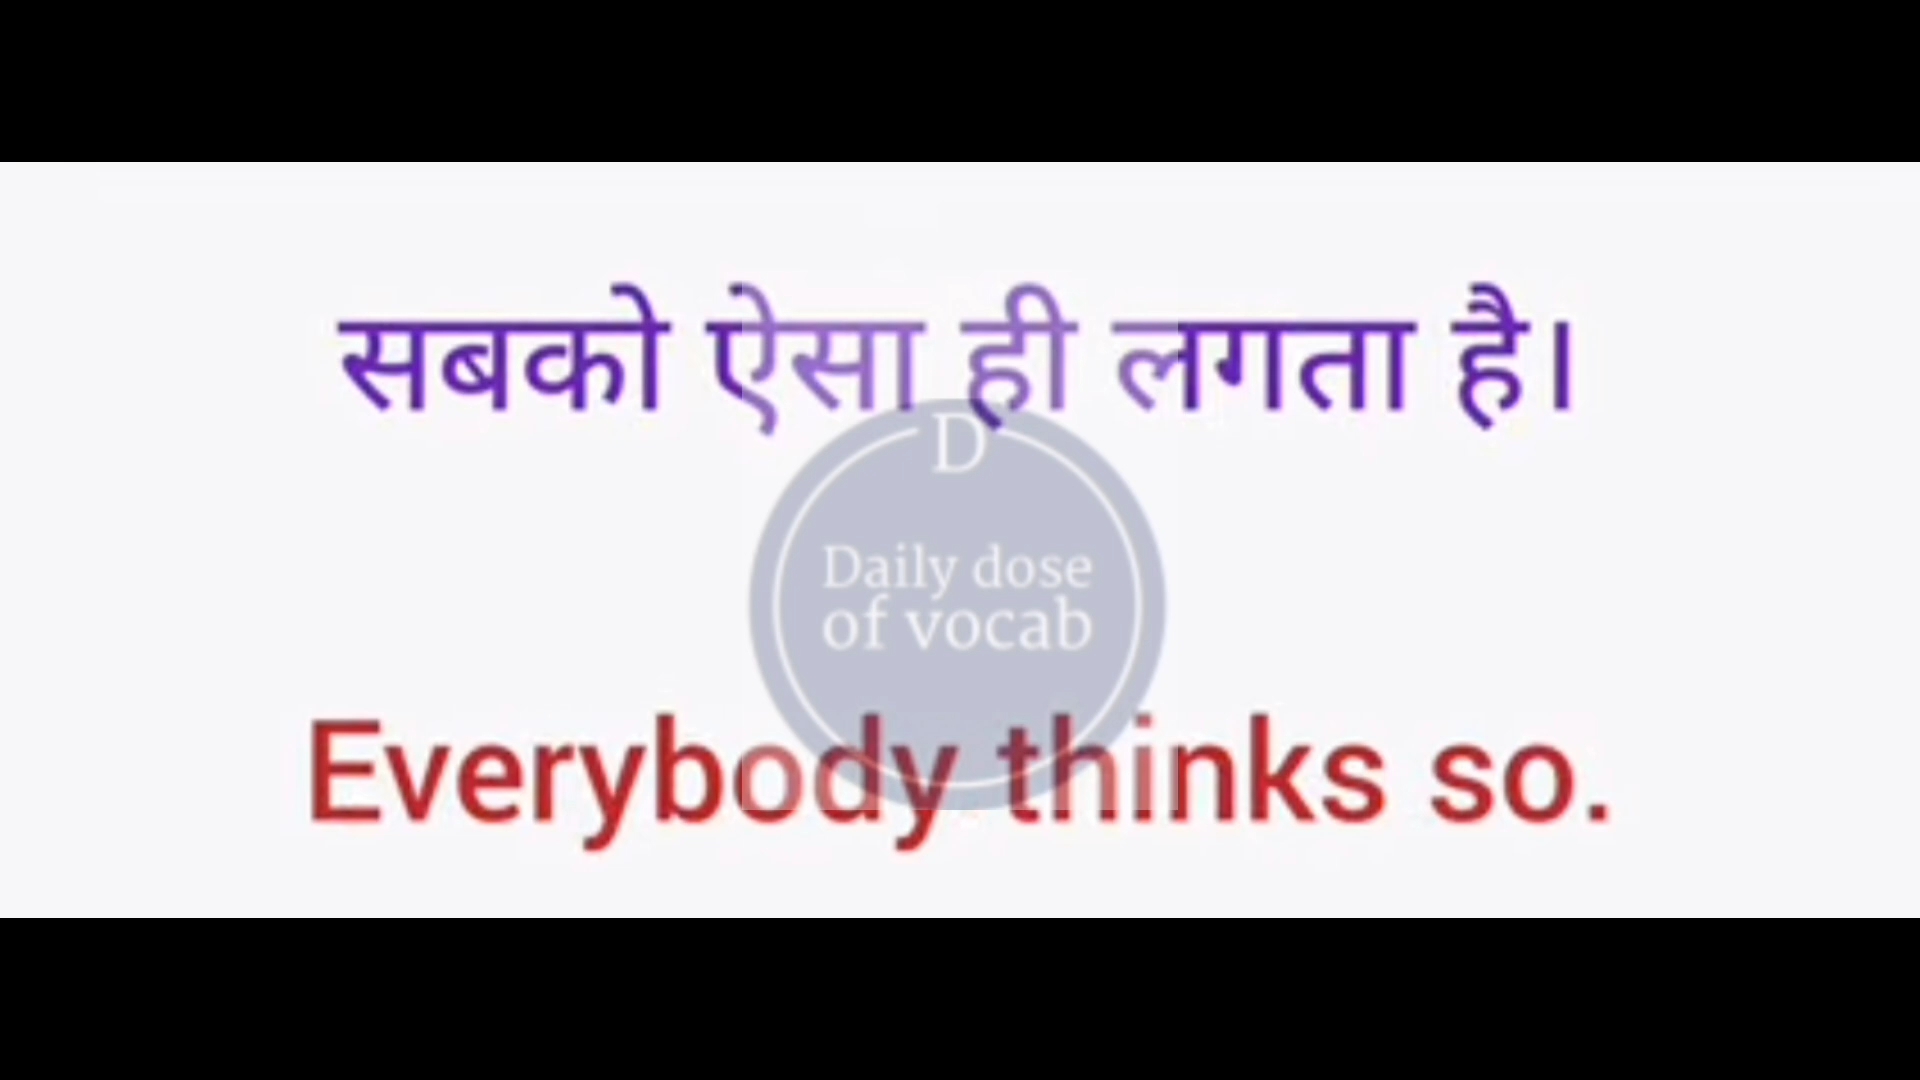 सबको ऐसा ही लगता है।
D
Daily dose
of vocab
Everybody thinks so.